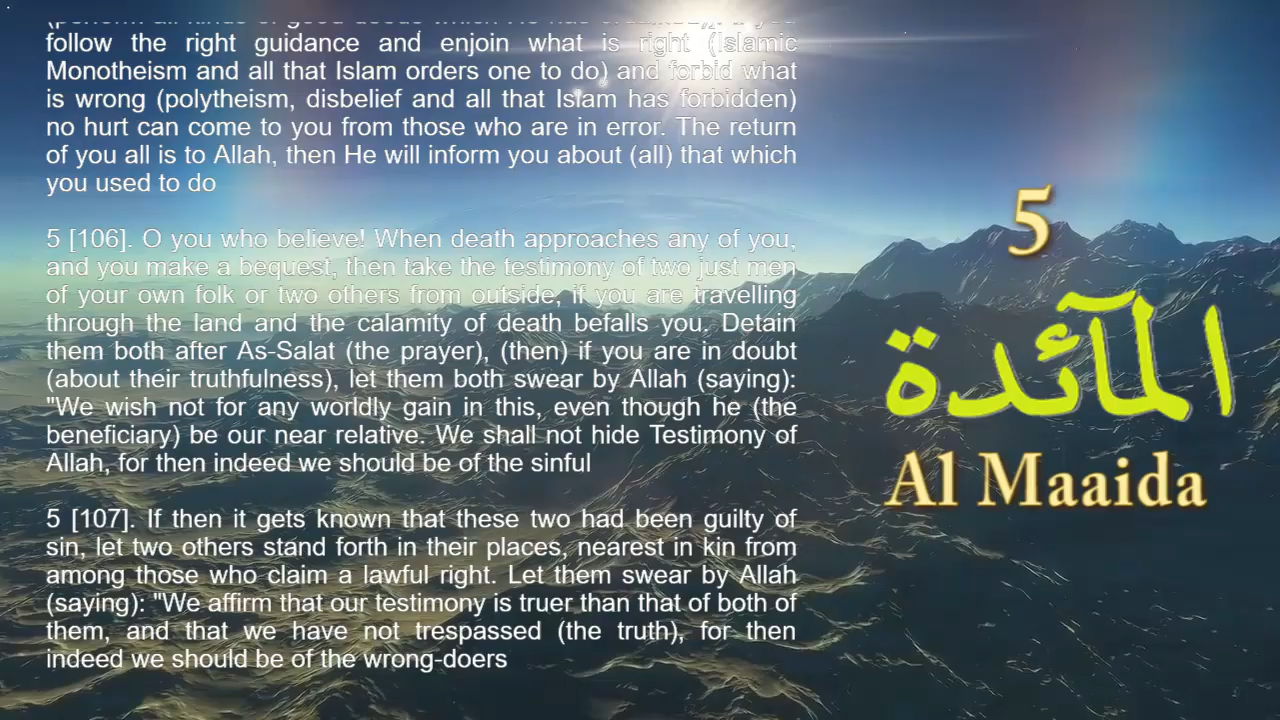 follow the right guidance and enjoin what is right (Islamic
Monotheism and all that Islam orders one to do) and forbid what
is wrong (polytheism, disbelief and all that Islam has forbidden)
no hurt can come to you from those who are in error. The return
of you all is to Allah, then He will inform you about (all) that which
you used to do
5 [106]. O you who believe! When death approaches any of you,
and you make a bequest, then take the testimony of two just men
of your own folk or two others from outside, if you are travelling
through the land and the calamity of death befalls you. Detain
them both after As-Salat (the prayer), (then) if you are in doubt
(about their truthfulness), let them both swear by Allah (saying):
"We wish not for any worldly gain in this, even though he (the
beneficiary) be our near relative. We shall not hide Testimony of
Allah, for then indeed we should be of the sinful
5 [107]. If then it gets known that these two had been guilty of
sin, let two others stand forth in their places, nearest in kin from
among those who claim a lawful right. Let them swear by Allah
(saying): "We affirm that our testimony is truer than that of both of
them, and that we have not trespassed (the truth), for then
indeed we should be of the wrong-doers
5
المآئدة
Al Maaida